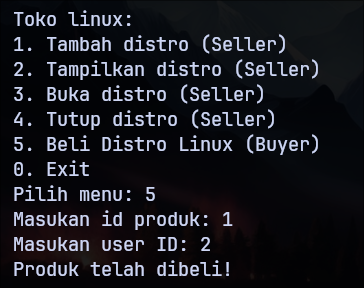 Toko linux:
1. Tambah distro (Seller)
2. Tampilkan distro (Seller)
3. Buka distro (Seller)
4. Tutup distro (Seller)
5. Beli Distro Linux (Buyer)
0. Exit
Pilih menu: 5
Masukan id produk: 1
Masukan user ID: 2
Produk telah dibeli!